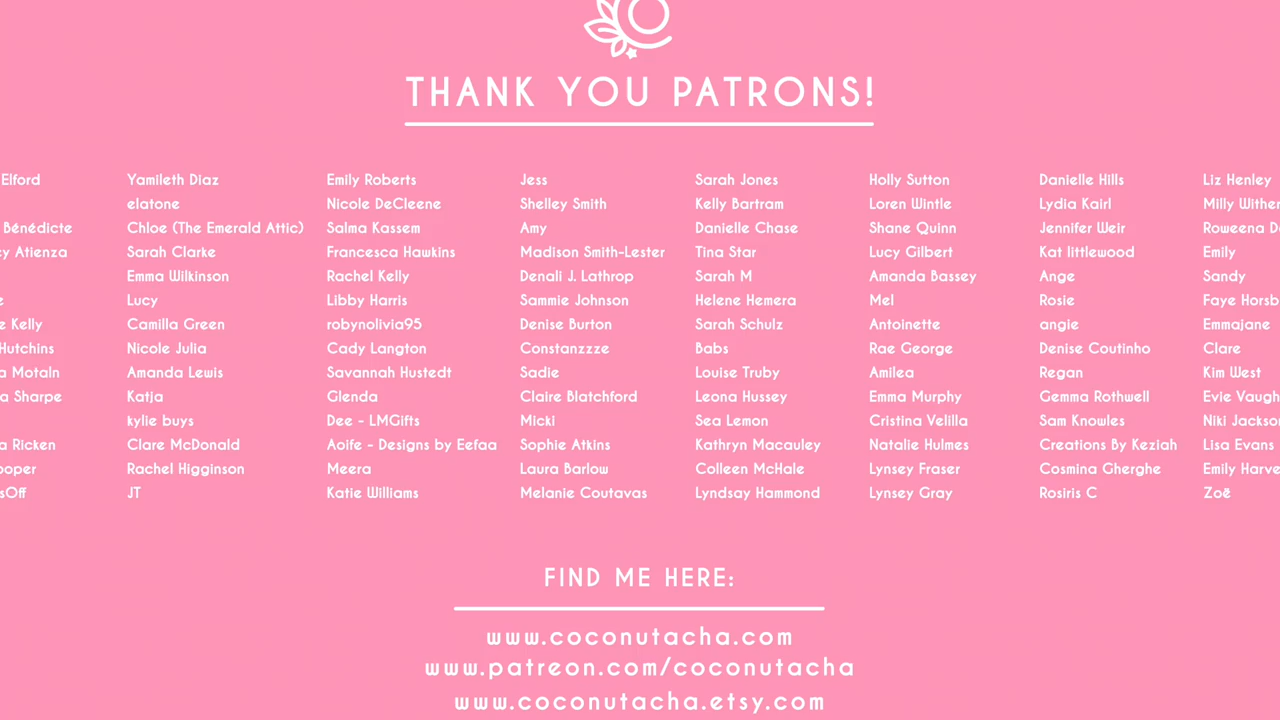 THANK YOU PATRONS!
Elford Yamileth Diaz Emily Roberts Jess Sarah Jones Holly Sutton Danielle Hills Liz Henley
elatone Nicole DeCleene Shelley Smith Kelly Bartram Loren Wintle Lydia Kairl Milly
Bénédicte Chloe (The Emerald Attic) Salma Kassem Amy Danielle Chase Shane Quinn Jennifer Weir Roweena
Atienza Sarah Clarke Francesca Hawkins Madison Smith-Lester Tina Star Lucy Gilbert Kat littlewood Emily
Emma Wilkinson Rachel Kelly Denali J. Lathrop Sarah M Amanda Bassey Ange Sandy
Lucy Libby Harris Sammie Johnson Helene Hemera Mel Rosie Faye
Kelly Camilla Green robynolivia95 Denise Burton Sarah Schulz Antoinette angie Emmajane
Hutchins Nicole Julia Cady Langton Constanzzze Babs Rae George Denise Coutinho Clare
Motaln Amanda Lewis Savannah Hustedt Sadie Louise Truby Amilea Regan Kim West
Sharpe Katja Glenda Claire Blatchford Leona Hussey Emma Murphy Gemma Rothwell Evie
kylie buys Dee - LMGifts Micki Sea Lemon Cristina Velilla Sam Knowles Niki
Ricken Clare McDonald Aoife - Designs by Eefaa Sophie Atkins Kathryn Macauley Natalie Hulmes Creations By Keziah Lisa Evans
Rachel Higginson Meera Laura Barlow Colleen McHale Lynsey Fraser Cosmina Gherghe Emily
JT Katie Williams Melanie Coutavas Lyndsay Hammond Lynsey Gray Rosiris C Zoë
FIND ME HERE:
www.coconutacha.com
www.patreon.com/coconutacha
www.coconutacha.etsy.com